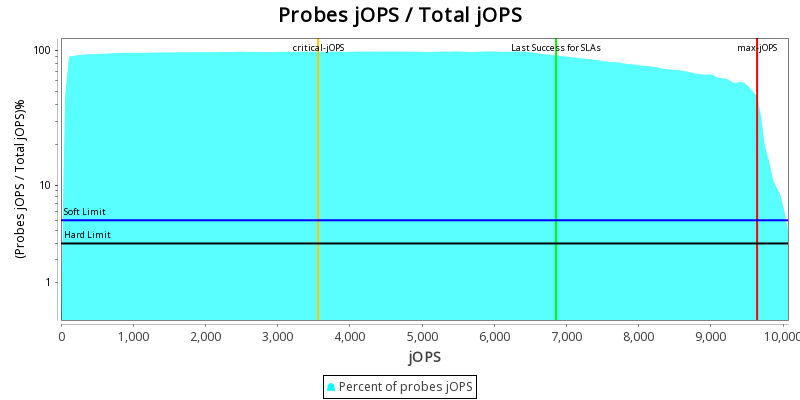 Probes jOPS / Total jOPS
critical-jOPS
Last Success for SLAs
max-jOPS
(Probes jOPS / Total jOPS)%
100
10
1
Soft Limit
Hard Limit
0
1,000
2,000
3,000
4,000
5,000
6,000
7,000
8,000
9,000
10,000
jOPS
Percent of probes jOPS